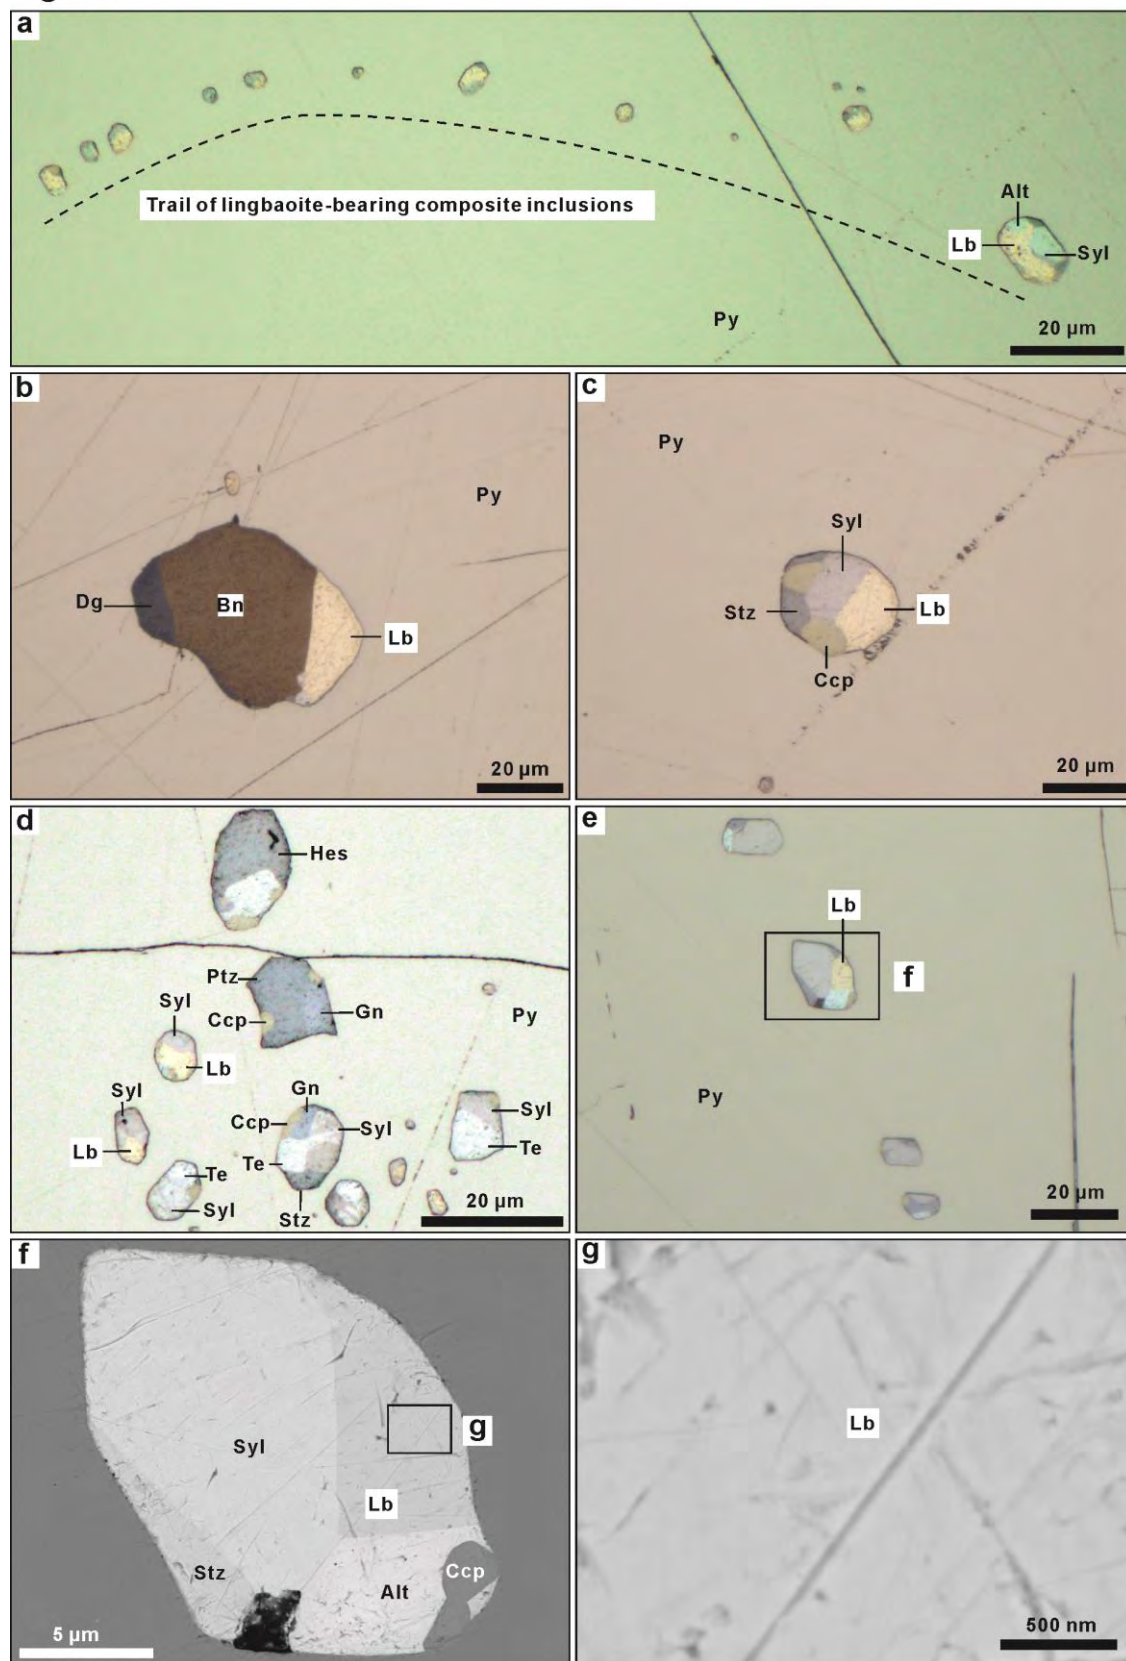 a
Trail of lingbaoite-bearing composite inclusions
Alt
Lb
Syl
Py
20 µm
b
Py
Dg
Bn
Lb
20 µm
c
Py
Syl
Stz
Lb
Ccp
20 µm
d
Hes
Ptz
Syl
Ccp
Gn
Py
Lb
Gn
Syl
Ccp
Syl
Syl
Lb
Te
Te
Te
Syl
Stz
20 µm
e
Lb
f
Py
20 µm
f
g
Syl
Lb
Stz
Alt
Ccp
5 µm
g
Lb
500 nm